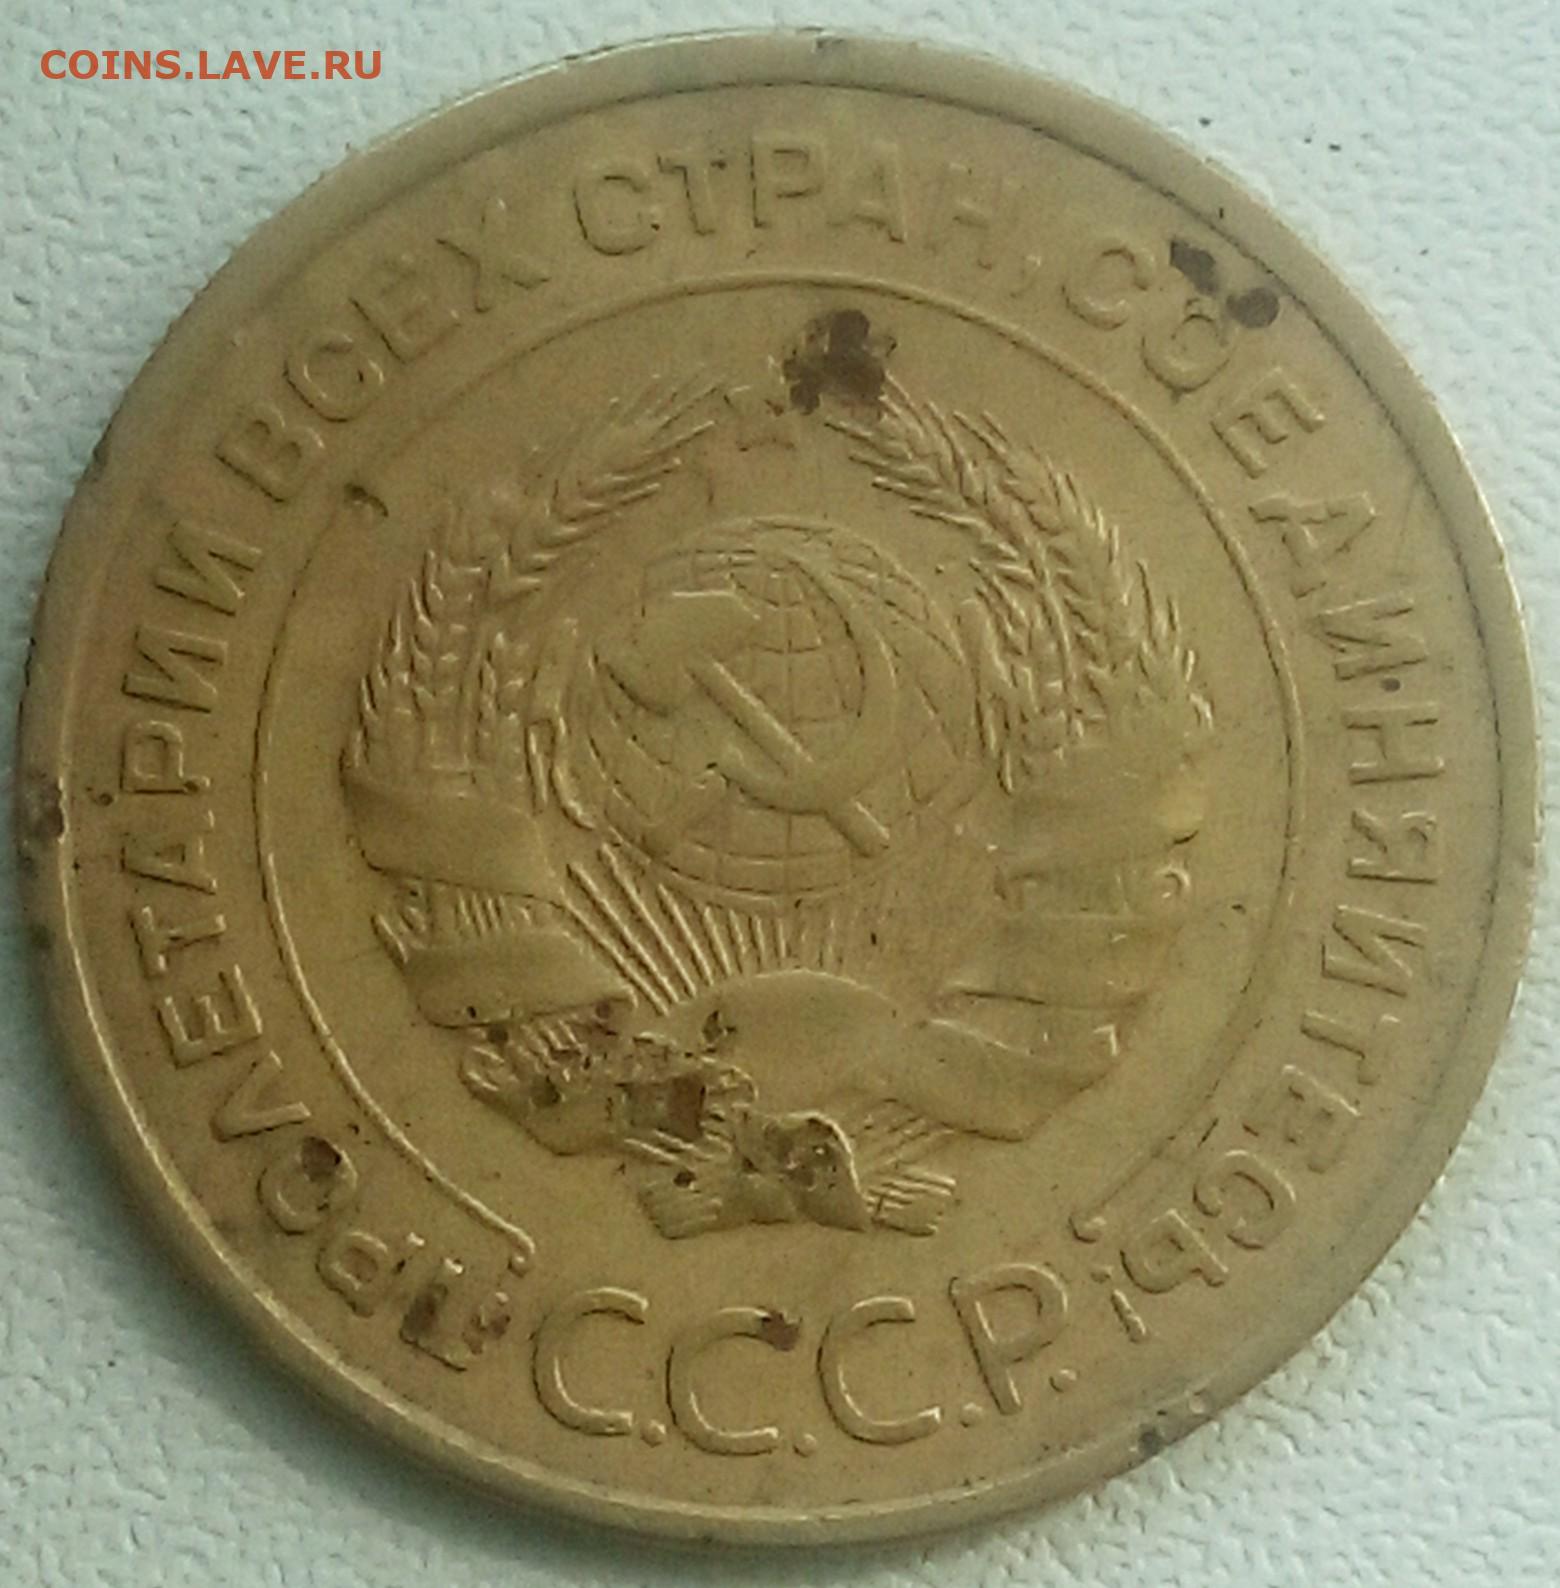 COINS.LAVE.RU
ПРОЛЕТАРИИ ВСЕХ СТРАН, СОЕДИНЯЙТЕСЬ!
С.С.С.Р.